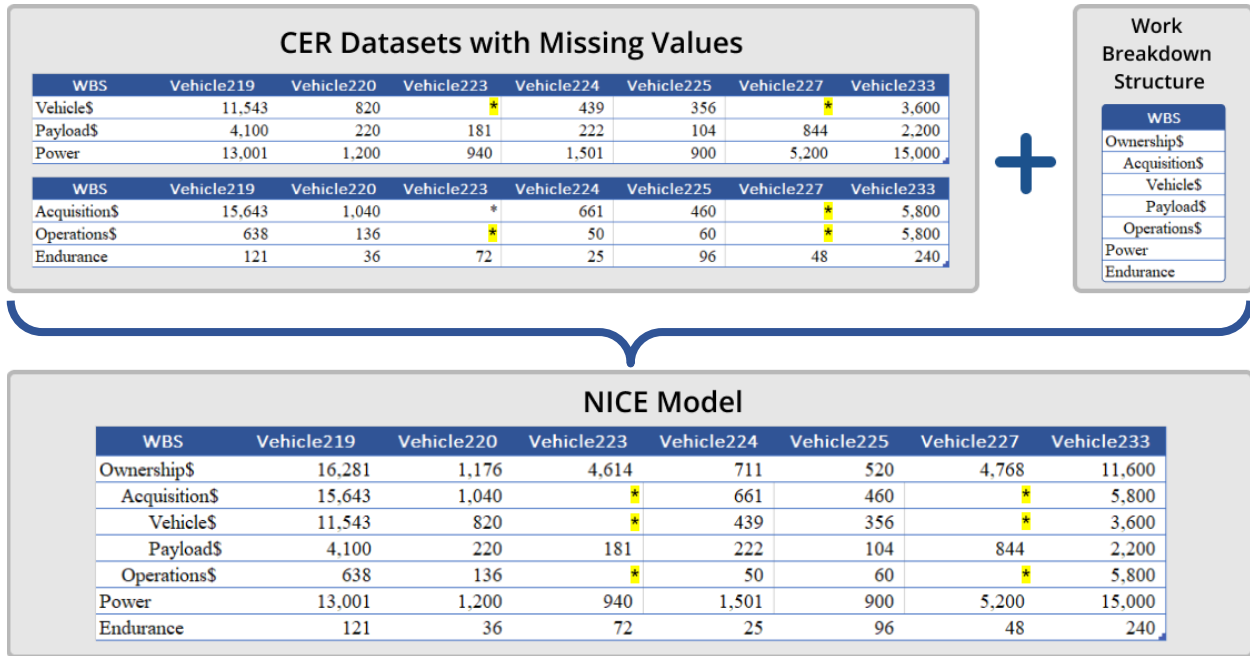 CER Datasets with Missing Values
WBS Vehicle219 Vehicle220 Vehicle223 Vehicle224 Vehicle225 Vehicle227 Vehicle233
Vehicle$ 11,543 820 * 439 356 * 3,600
Payload$ 4,100 220 181 222 104 844 2,200
Power 13,001 1,200 940 1,501 900 5,200 15,000
WBS Vehicle219 Vehicle220 Vehicle223 Vehicle224 Vehicle225 Vehicle227 Vehicle233
Acquisition$ 15,643 1,040 * 661 460 * 5,800
Operations$ 638 136 * 50 60 * 5,800
Endurance 121 36 72 25 96 48 240
Work
Breakdown
Structure
WBS
Ownership$
Acquisition$
Vehicle$
Payload$
Operations$
Power
Endurance
NICE Model
WBS Vehicle219 Vehicle220 Vehicle223 Vehicle224 Vehicle225 Vehicle227 Vehicle233
Ownership$ 16,281 1,176 4,614 711 520 4,768 11,600
Acquisition$ 15,643 1,040 * 661 460 * 5,800
Vehicle$ 11,543 820 * 439 356 * 3,600
Payload$ 4,100 220 181 222 104 844 2,200
Operations$ 638 136 * 50 60 * 5,800
Power 13,001 1,200 940 1,501 900 5,200 15,000
Endurance 121 36 72 25 96 48 240